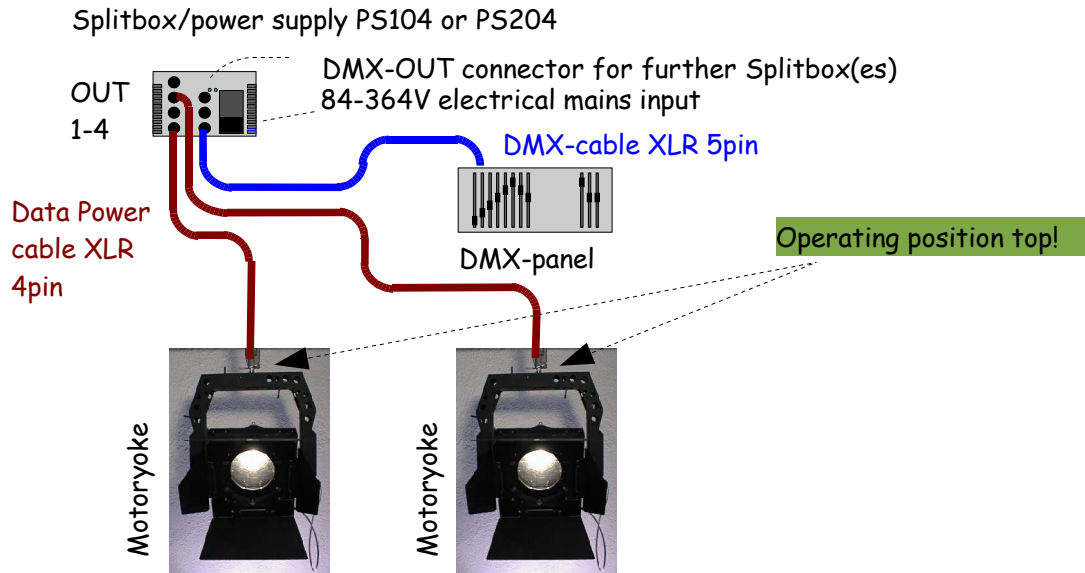 Splitbox/power supply PS104 or PS204
OUT
1-4
DMX-OUT connector for further Splitbox(es)
84-364V electrical mains input
DMX-cable XLR 5pin
Data Power
cable XLR
4pin
DMX-panel
Operating position top!
Motoryoke
Motoryoke